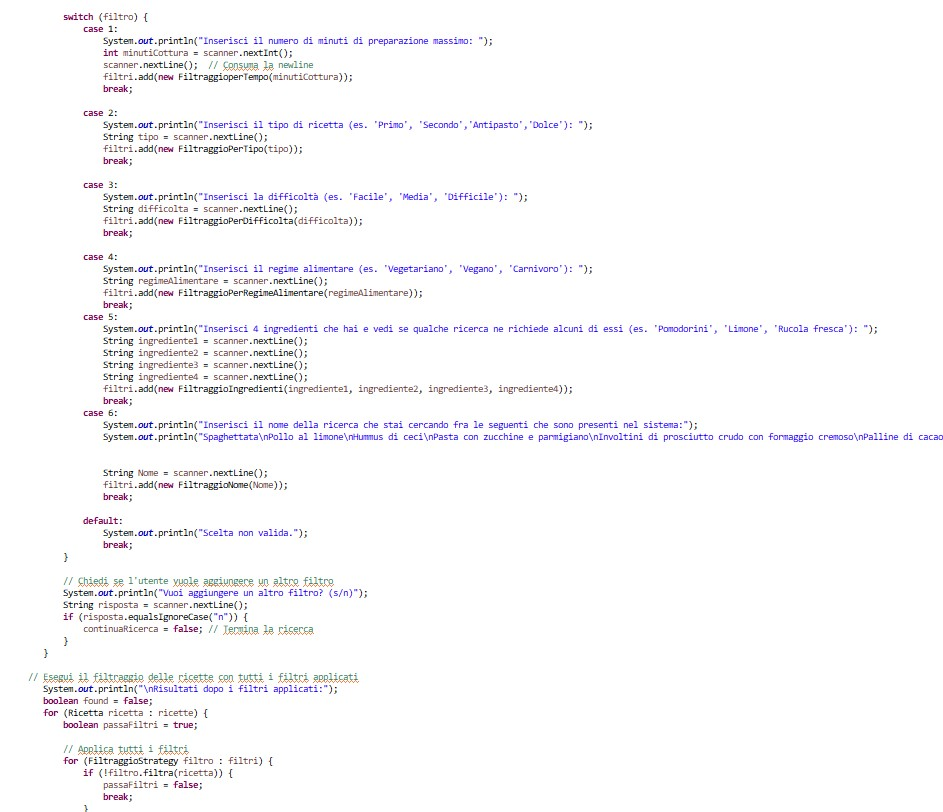 switch (filtro) {
case 1:
System.out.println("Inserisci il numero di minuti di preparazione massimo: ");
int minutiCottura = scanner.nextInt();
scanner.nextLine(); // Consuma la newline
filtri.add(new FiltraggioperTempo(minutiCottura));
break;
case 2:
System.out.println("Inserisci il tipo di ricetta (es. 'Primo', 'Secondo','Antipasto','Dolce'): ");
String tipo = scanner.nextLine();
filtri.add(new FiltraggioPerTipo(tipo));
break;
case 3:
System.out.println("Inserisci la difficoltà (es. 'Facile', 'Media', 'Difficile'): ");
String difficolta = scanner.nextLine();
filtri.add(new FiltraggioPerDifficolta(difficolta));
break;
case 4:
System.out.println("Inserisci il regime alimentare (es. 'Vegetariano', 'Vegano', 'Carnivoro'): ");
String regimeAlimentare = scanner.nextLine();
filtri.add(new FiltraggioPerRegimeAlimentare(regimeAlimentare));
break;
case 5:
System.out.println("Inserisci 4 ingredienti che hai e vedi se qualche ricerca ne richiede alcuni di essi (es. 'Pomodorini', 'Limone', 'Rucola fresca'): ");
String ingrediente1 = scanner.nextLine();
String ingrediente2 = scanner.nextLine();
String ingrediente3 = scanner.nextLine();
String ingrediente4 = scanner.nextLine();
filtri.add(new FiltraggioIngredienti(ingrediente1, ingrediente2, ingrediente3, ingrediente4));
break;
case 6:
System.out.println("Inserisci il nome della ricerca che stai cercando fra le seguenti che sono presenti nel sistema:");
System.out.println("Spaghettata\nPollo al limone\nHummus di ceci\nPasta con zucchine e parmigiano\nInvoltini di prosciutto crudo con formaggio cremoso\nPalline di cacao
String Nome = scanner.nextLine();
filtri.add(new FiltraggioNome(Nome));
break;
default:
System.out.println("Scelta non valida.");
break;
}
// Chiedi se l'utente vuole aggiungere un altro filtro
System.out.println("Vuoi aggiungere un altro filtro? (s/n)");
String risposta = scanner.nextLine();
if (risposta.equalsIgnoreCase("n")) {
continuaRicerca = false; // Termina la ricerca
}
}
// Esegui il filtraggio delle ricette con tutti i filtri applicati
System.out.println("\nRisultati dopo i filtri applicati:");
boolean found = false;
for (Ricetta ricetta : ricette) {
boolean passaFiltri = true;
// Applica tutti i filtri
for (FiltraggioStrategy filtro : filtri) {
if (!filtro.filtra(ricetta)) {
passaFiltri = false;
break;
}